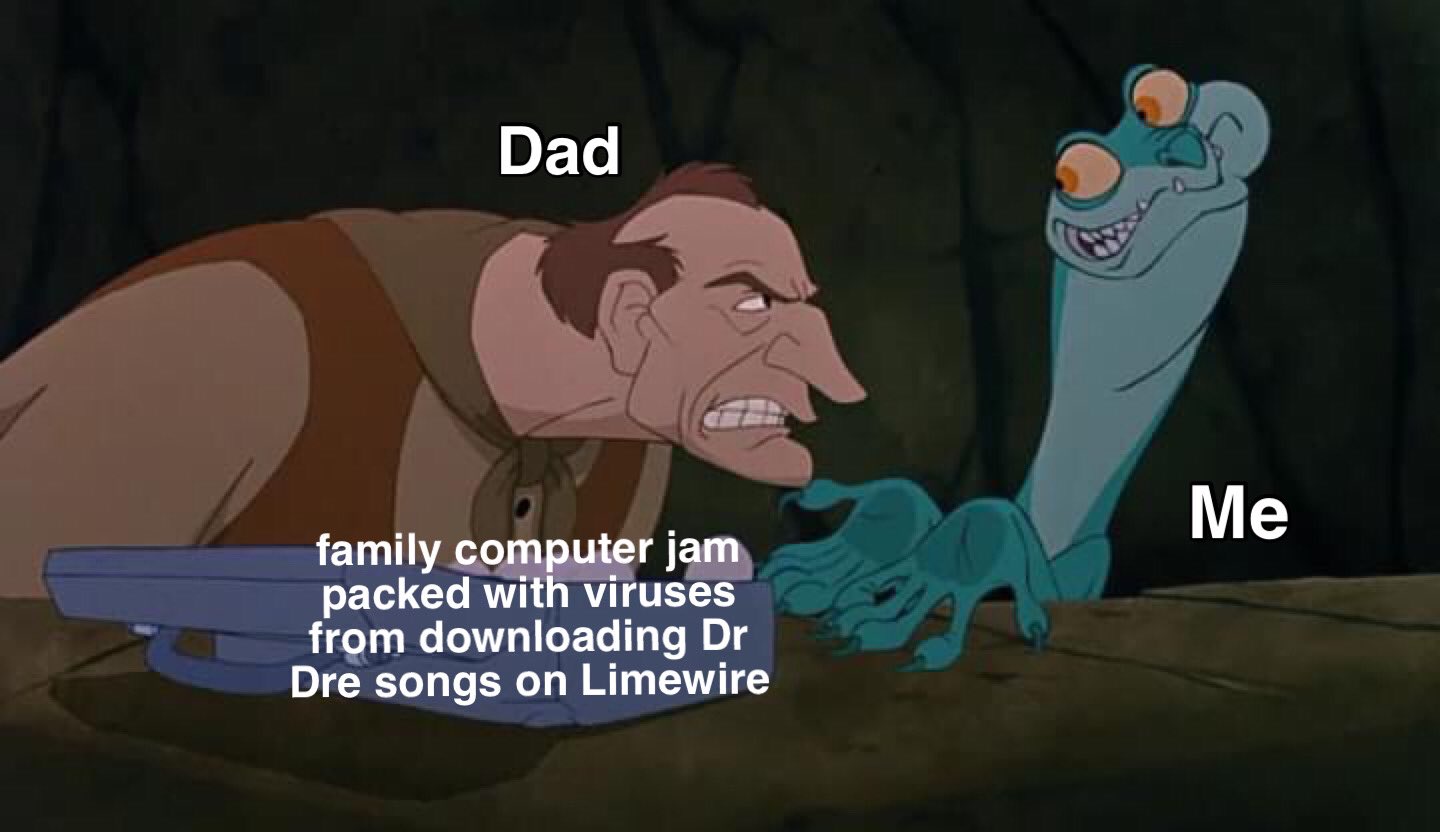 Dad
Me
family computer jam
packed with viruses
from downloading Dr
Dre songs on Limewire